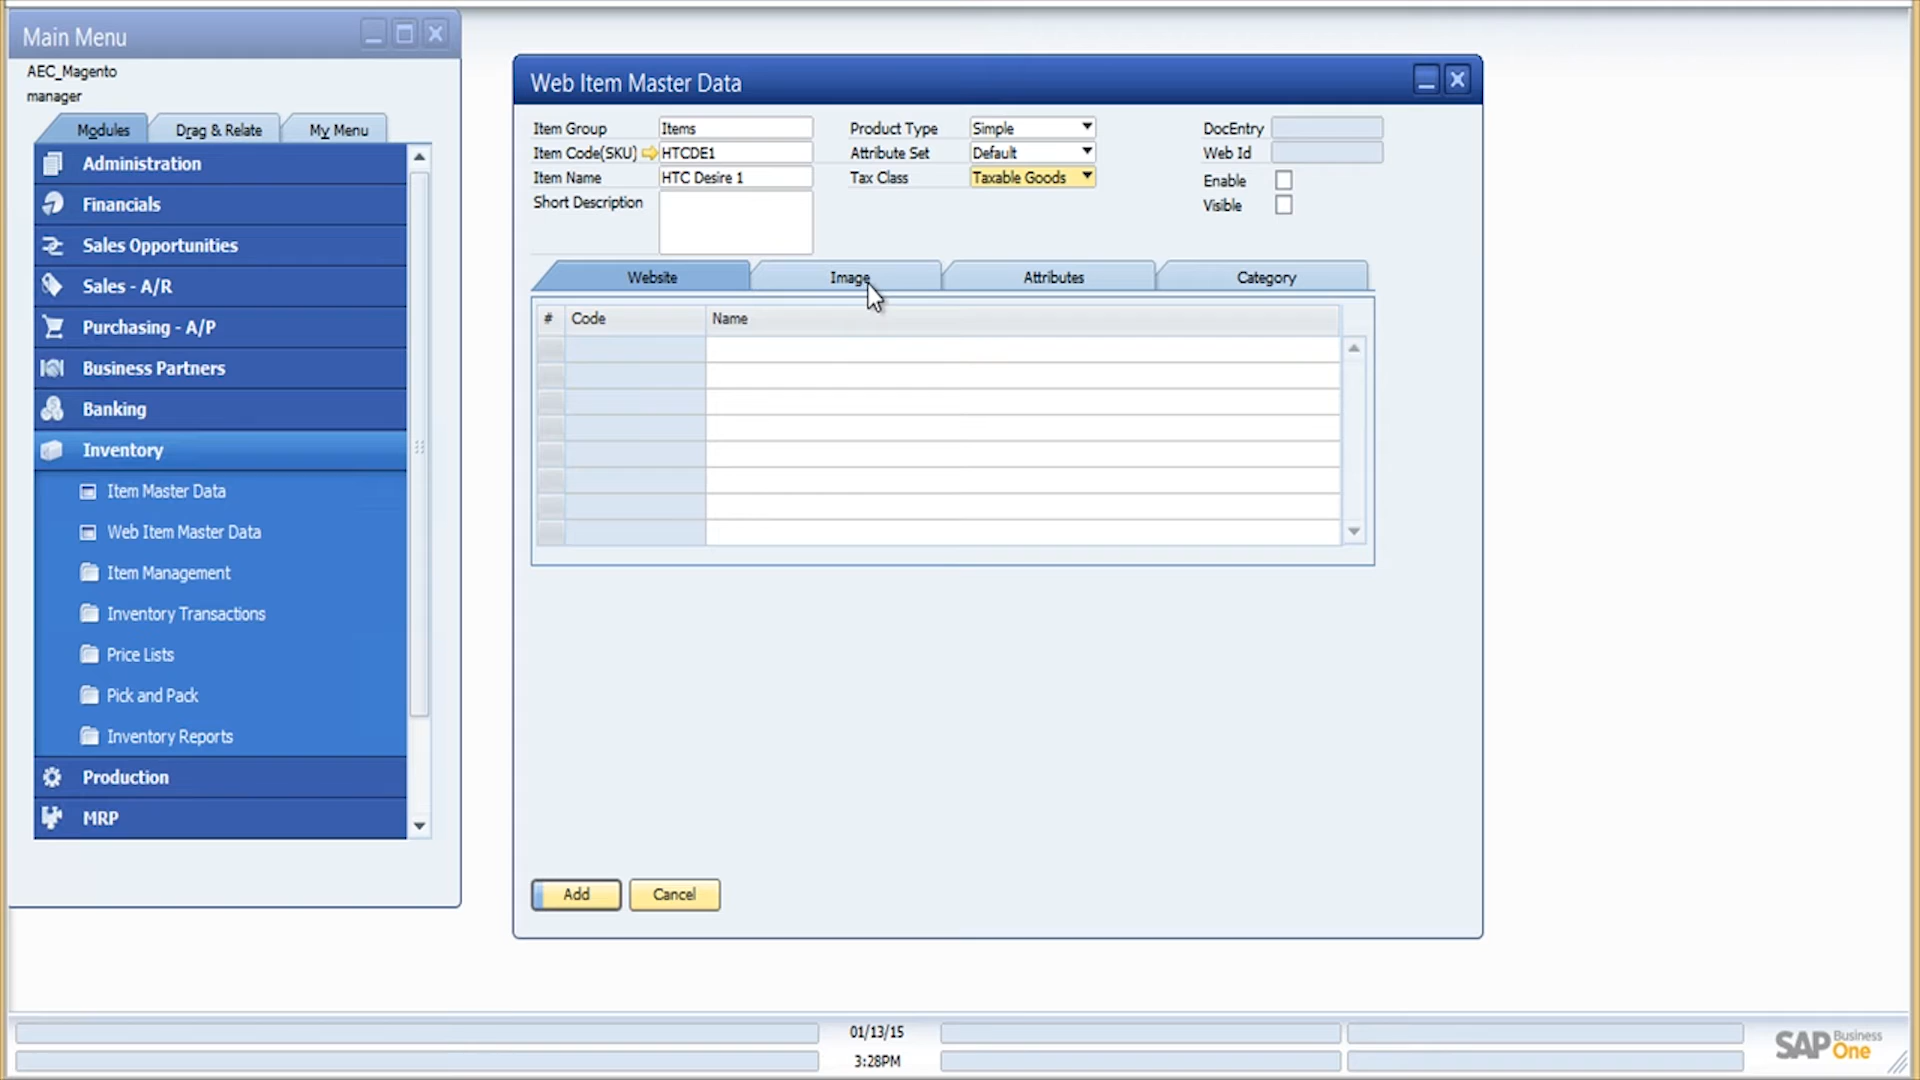 Main Menu
AEC_Magento
manager
Modules
Drag & Relate
My Menu
Administration
Financials
Sales Opportunities
Sales - A/R
Purchasing - A/P
Business Partners
Banking
Inventory
Item Master Data
Web Item Master Data
Item Management
Inventory Transactions
Price Lists
Pick and Pack
Inventory Reports
Production
MRP
Web Item Master Data
Item Group Items Product Type Simple DocEntry
Item Code(SKU) HTCDE1 Attribute Set Default Web Id
Item Name HTC Desire 1 Tax Class Taxable Goods Enable
Short Description Visible
Website Image Attributes Category
# Code Name
Add Cancel
01/13/15
3:28PM
SAP Business One